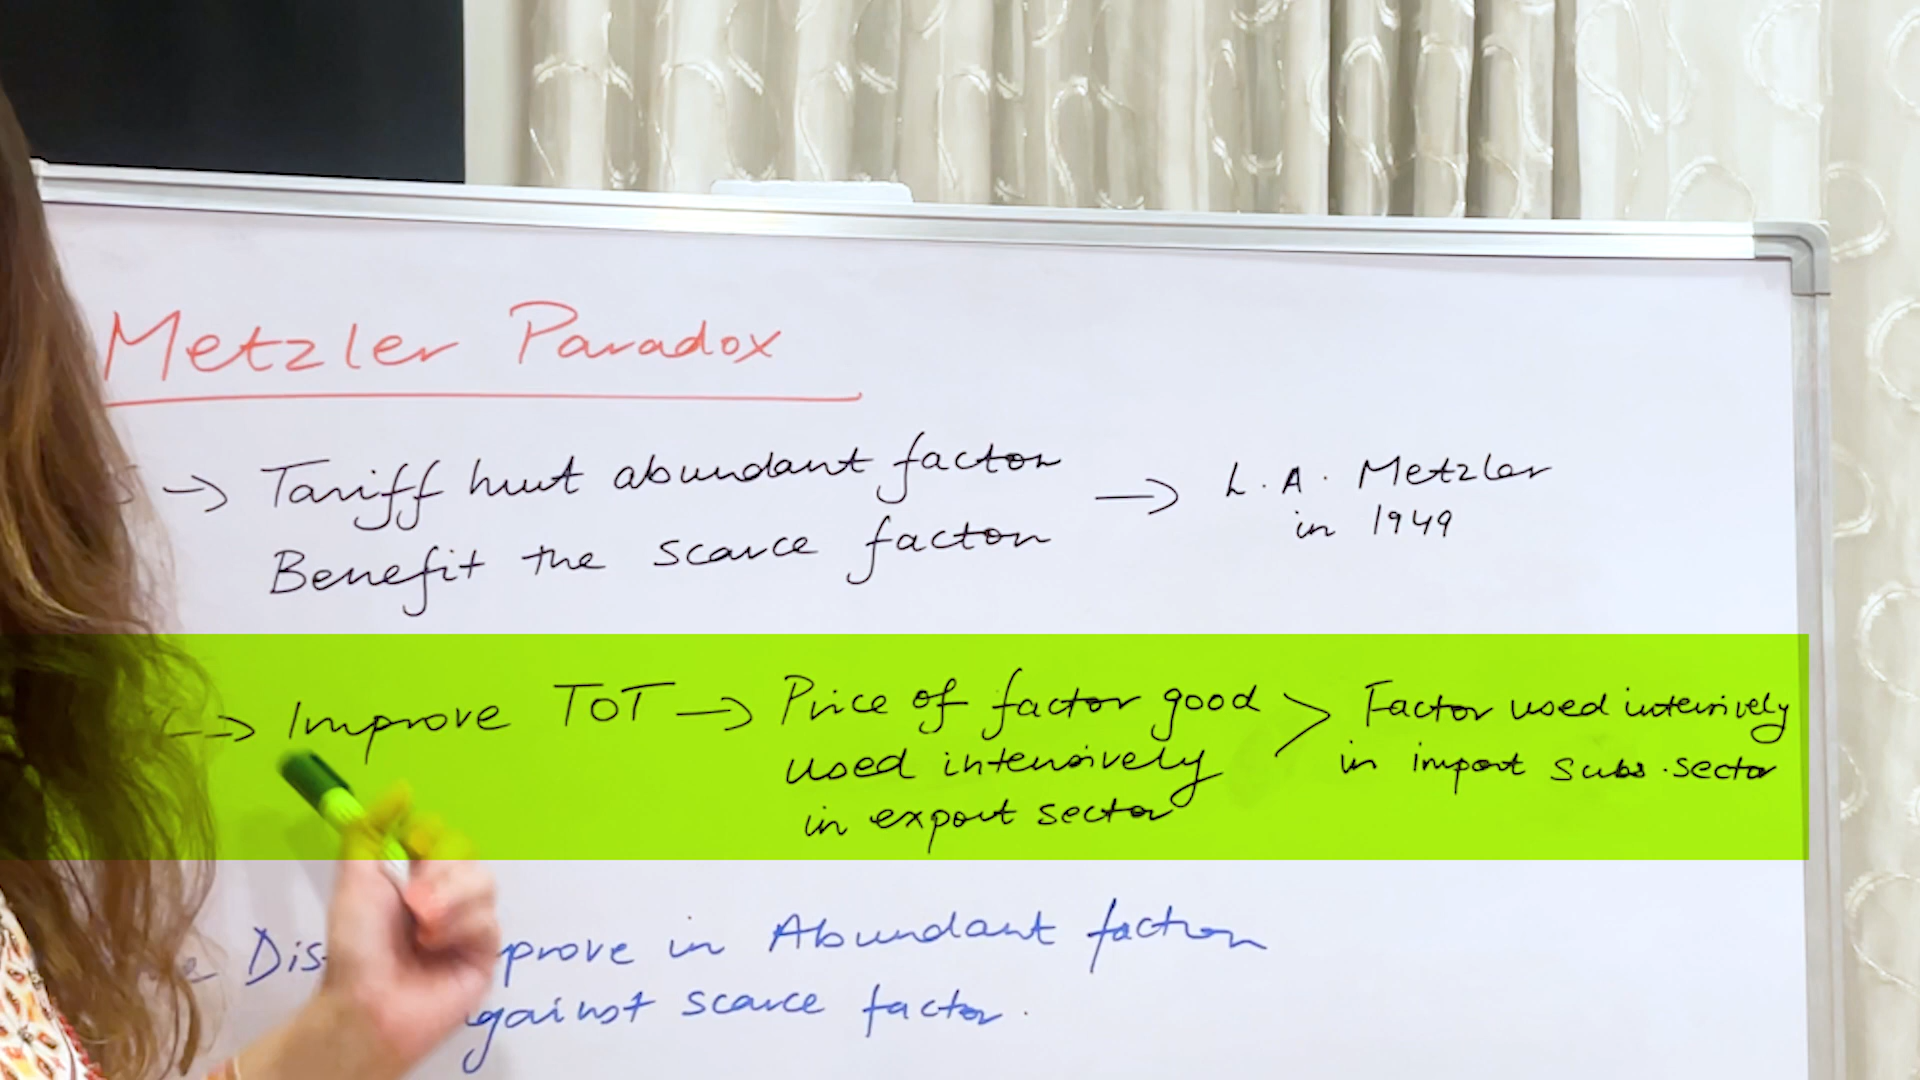 Metzler Paradox
S → Tariff hurt abundant factor → L.A. Metzler
Benefit the scarce factor in 1949
→ Improve TOT → Price of factor good > Factor used intensively
used intensively in import subs. sector
in export sector
Dis prove in Abundant faction
gainst scarce factor.